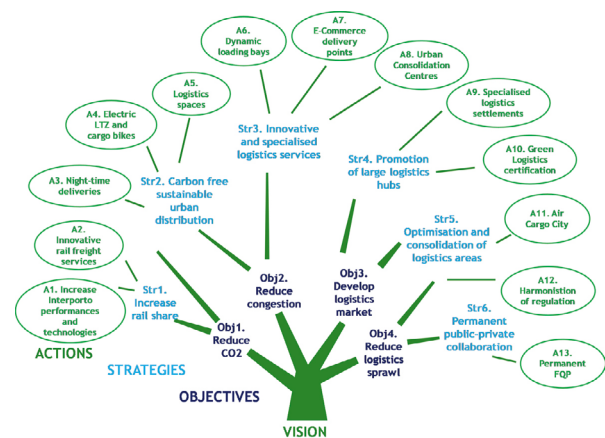 A6.
Dynamic
loading bays
A7.
E-Commerce
delivery
points
A8. Urban
Consolidation
Centres
A5.
Logistics
spaces
A9. Specialised
logistics
settlements
A4. Electric
LTZ and
cargo bikes
Str3. Innovative
and specialised
logistics services
Str4. Promotion
of large logistics
hubs
A10. Green
Logistics
certification
A3. Night-time
deliveries
Str2. Carbon free
sustainable
urban
distribution
A11. Air
Cargo City
A2.
Innovative
rail freight
services
Str5.
Optimisation and
consolidation of
logistics areas
A1. Increase
Interporto
performances
and
technologies
Str1.
Increase
rail share
Obj2.
Reduce
congestion
Obj3.
Develop
logistics
market
A12.
Harmonistion
of regulation
Obj1.
Reduce
CO2
Obj4.
Reduce
logistics
sprawl
Str6.
Permanent
public-private
collaboration
A13.
Permanent
FQP
ACTIONS
STRATEGIES
OBJECTIVES
VISION